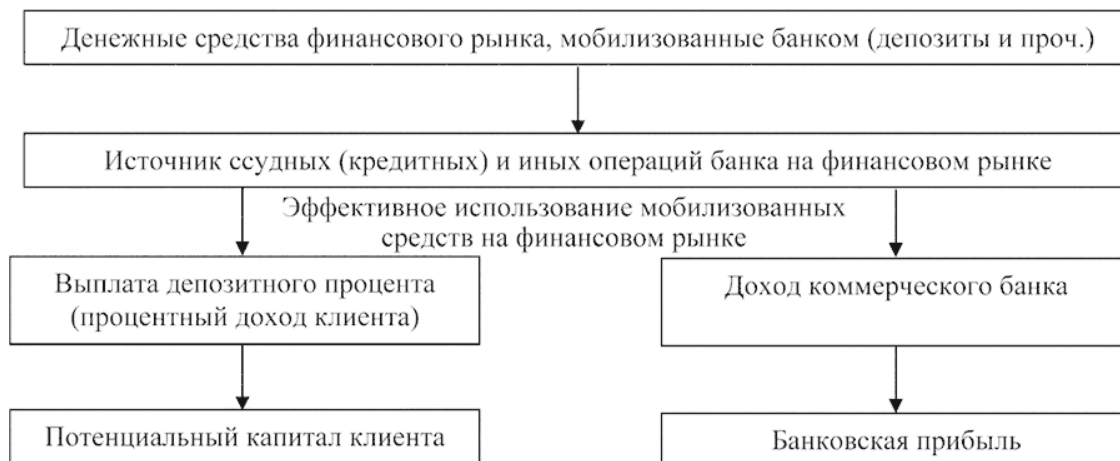 Денежные средства финансового рынка, мобилизованные банком (депозиты и проч.)
Источник ссудных (кредитных) и иных операций банка на финансовом рынке
Эффективное использование мобилизованных
средств на финансовом рынке
Выплата депозитного процента
(процентный доход клиента)
Доход коммерческого банка
Потенциальный капитал клиента
Банковская прибыль